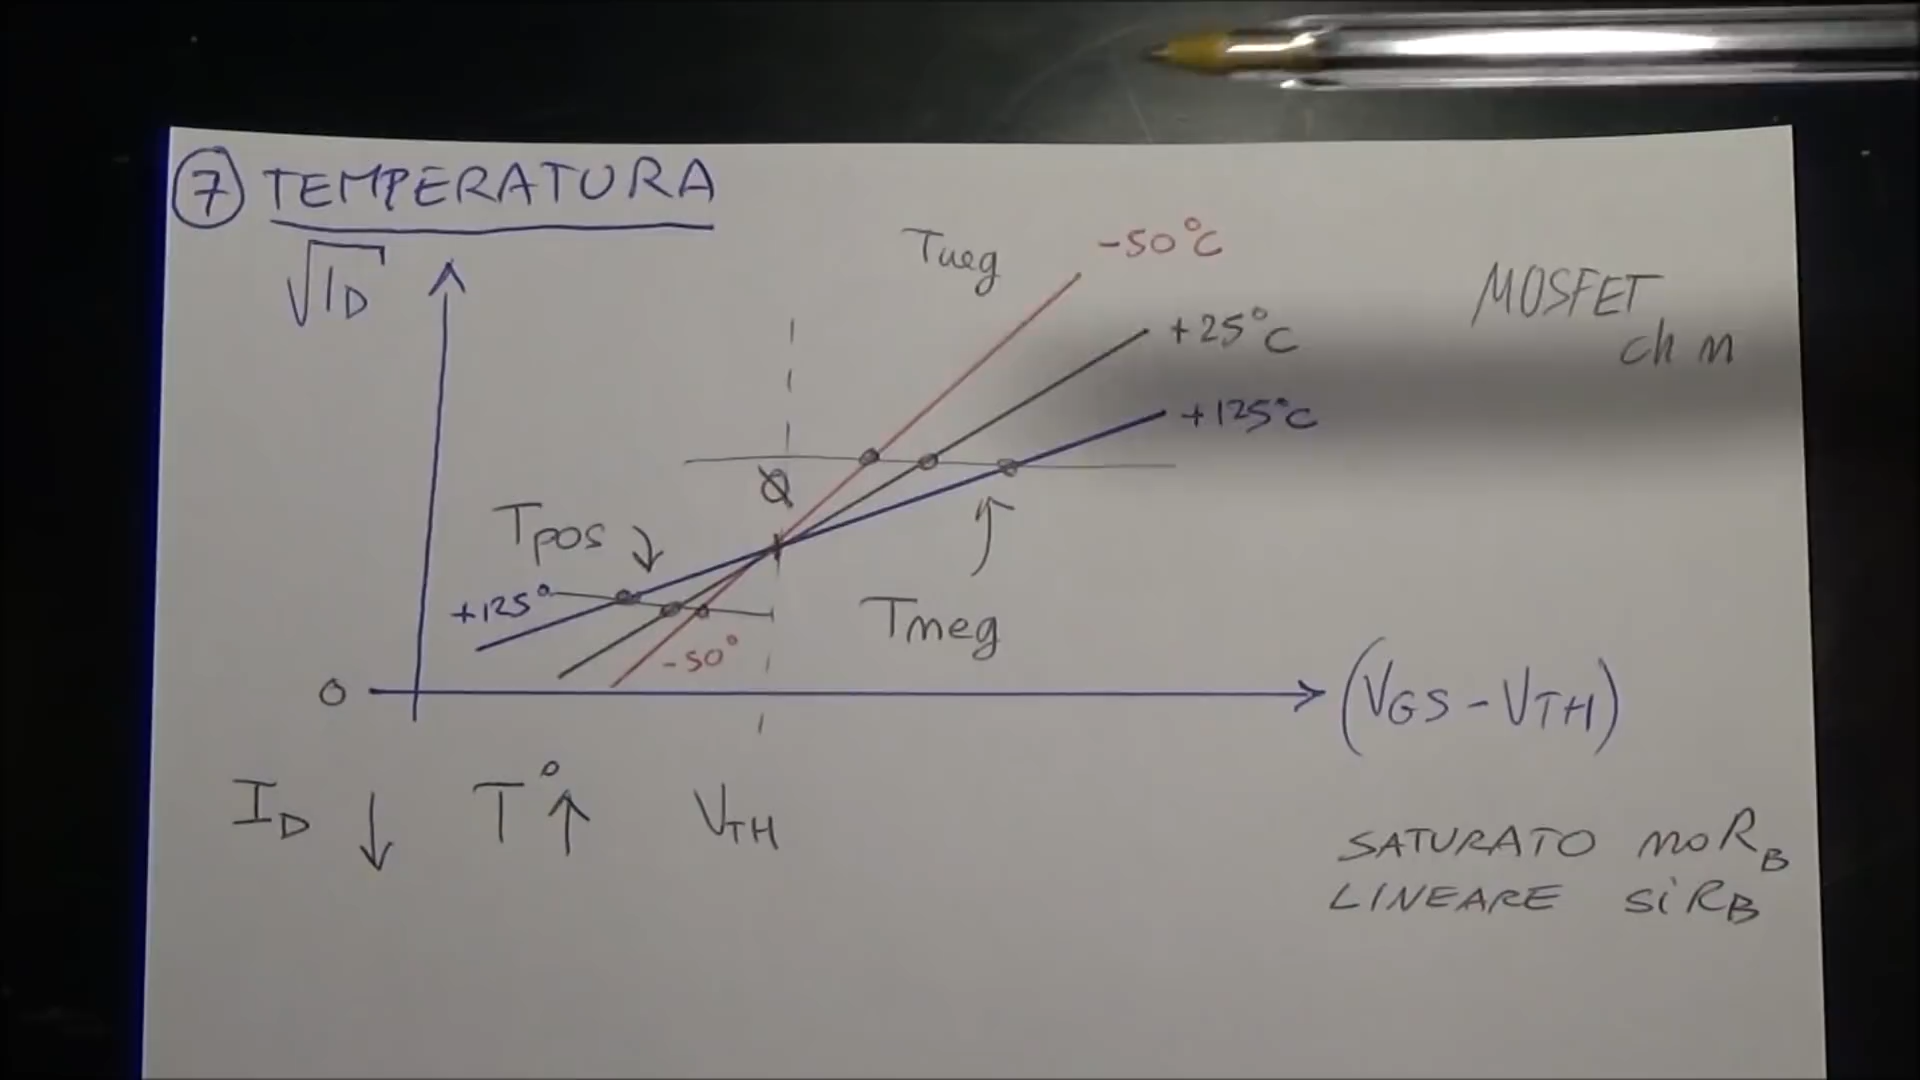 ⑦ TEMPERATURA
√ID
Tneg
-50°C
+25°C
+125°C
MOSFET
ch n
Ø
Tpos
+125°
-50°
Tneg
0
(VGS - VTH)
ID ↓ T° ↑ VTH
SATURATO no RB
LINEARE si RB